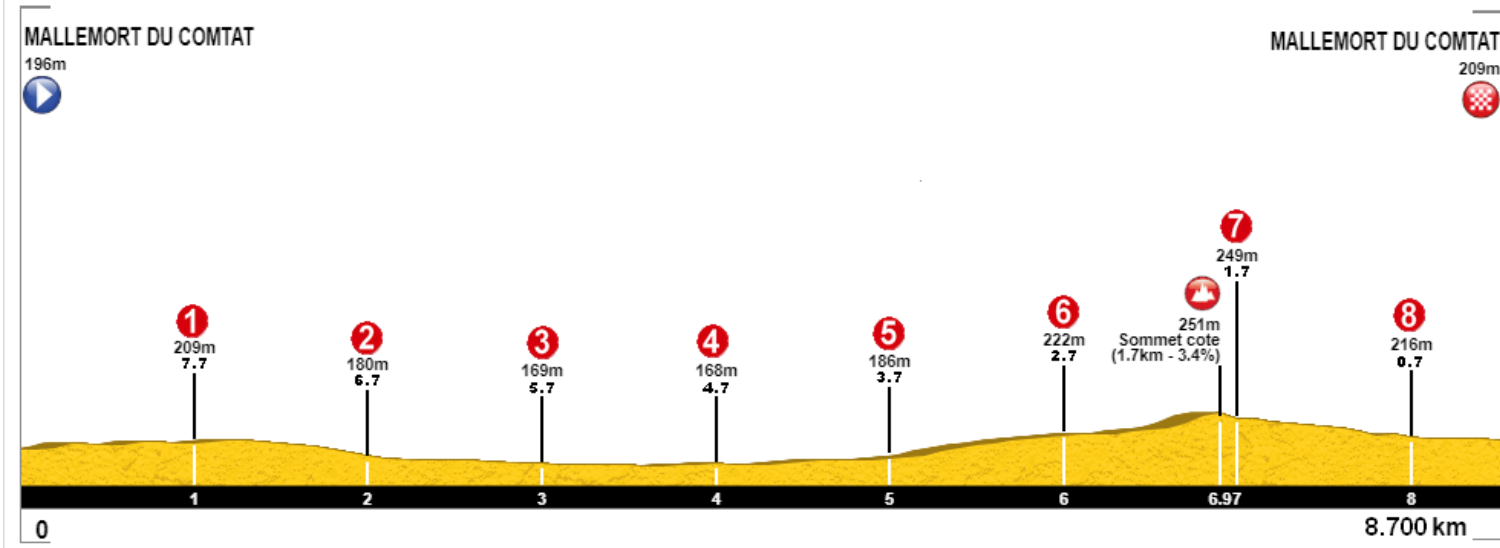 MALLEMORT DU COMTAT
196m
MALLEMORT DU COMTAT
209m
1
209m
7.7
2
180m
6.7
3
169m
5.7
4
168m
4.7
5
186m
3.7
6
222m
2.7
251m
Sommet cote
(1.7km - 3.4%)
7
249m
1.7
8
216m
0.7
1 2 3 4 5 6 6.97 8
0
8.700 km